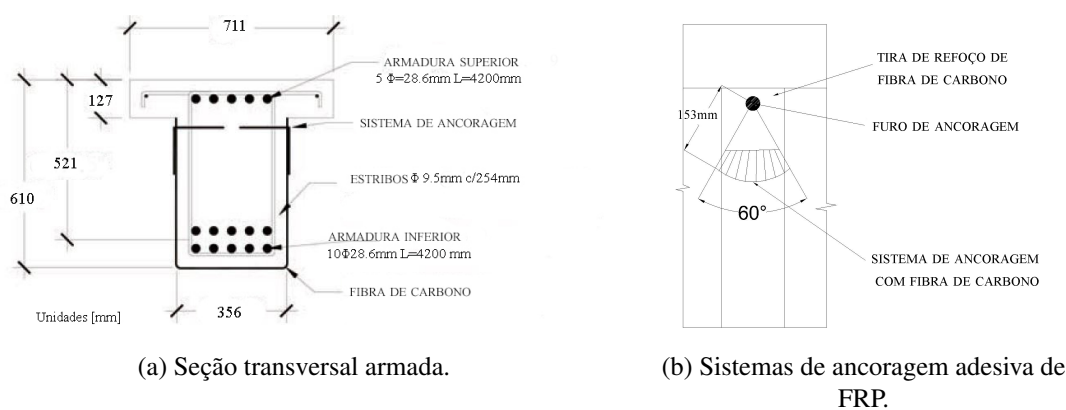 711
ARMADURA SUPERIOR
5 Φ=28.6mm L=4200mm
127
SISTEMA DE ANCORAGEM
521
ESTRIBOS Φ 9.5mm c/254mm
610
ARMADURA INFERIOR
10Φ28.6mm L=4200 mm
FIBRA DE CARBONO
356
Unidades [mm]
(a) Seção transversal armada.
TIRA DE REFOÇO DE
FIBRA DE CARBONO
153mm
FURO DE ANCORAGEM
60°
SISTEMA DE ANCORAGEM
COM FIBRA DE CARBONO
(b) Sistemas de ancoragem adesiva de
FRP.